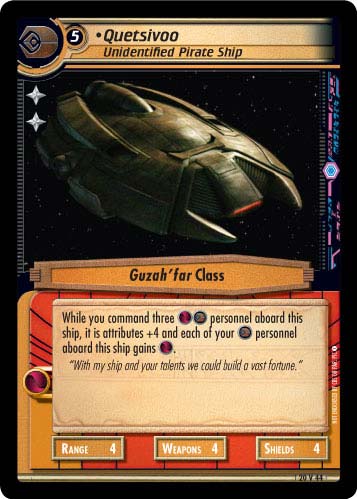 5
•Quetsivoo
Unidentified Pirate Ship
Guzah'far Class
While you command three personnel aboard this
ship, it is attributes +4 and each of your personnel
aboard this ship gains .
"With my ship and your talents we could build a vast fortune."
RANGE 4 WEAPONS 4 SHIELDS 4
20 V 44